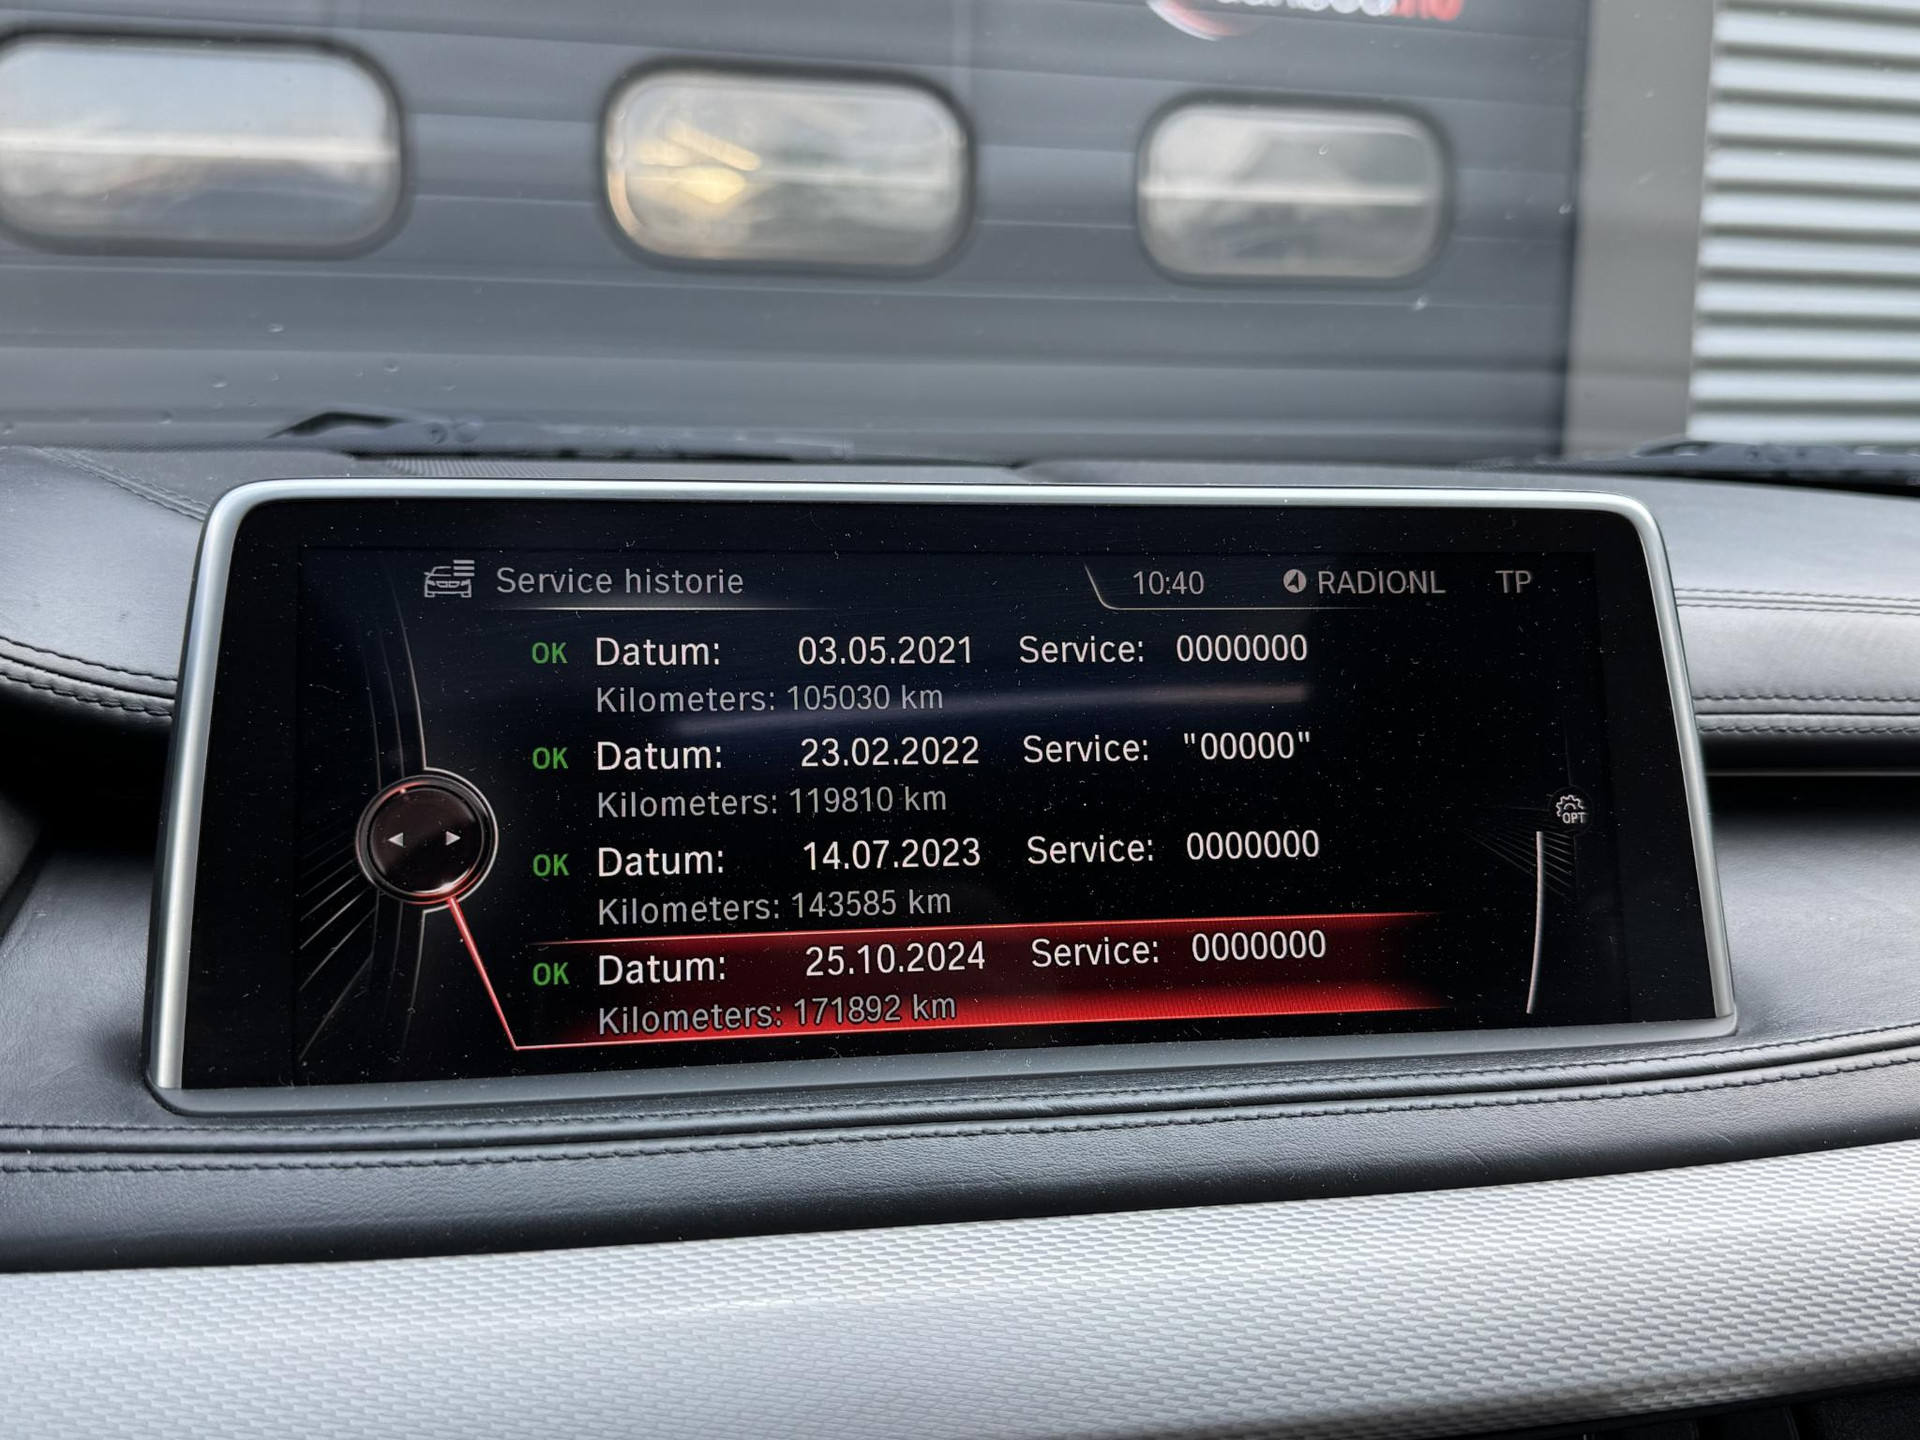 Service historie 10:40 RADIONL TP
OK Datum: 03.05.2021 Service: 0000000
Kilometers: 105030 km
OK Datum: 23.02.2022 Service: "00000"
Kilometers: 119810 km
OK Datum: 14.07.2023 Service: 0000000
Kilometers: 143585 km
OPT
OK Datum: 25.10.2024 Service: 0000000
Kilometers: 171892 km